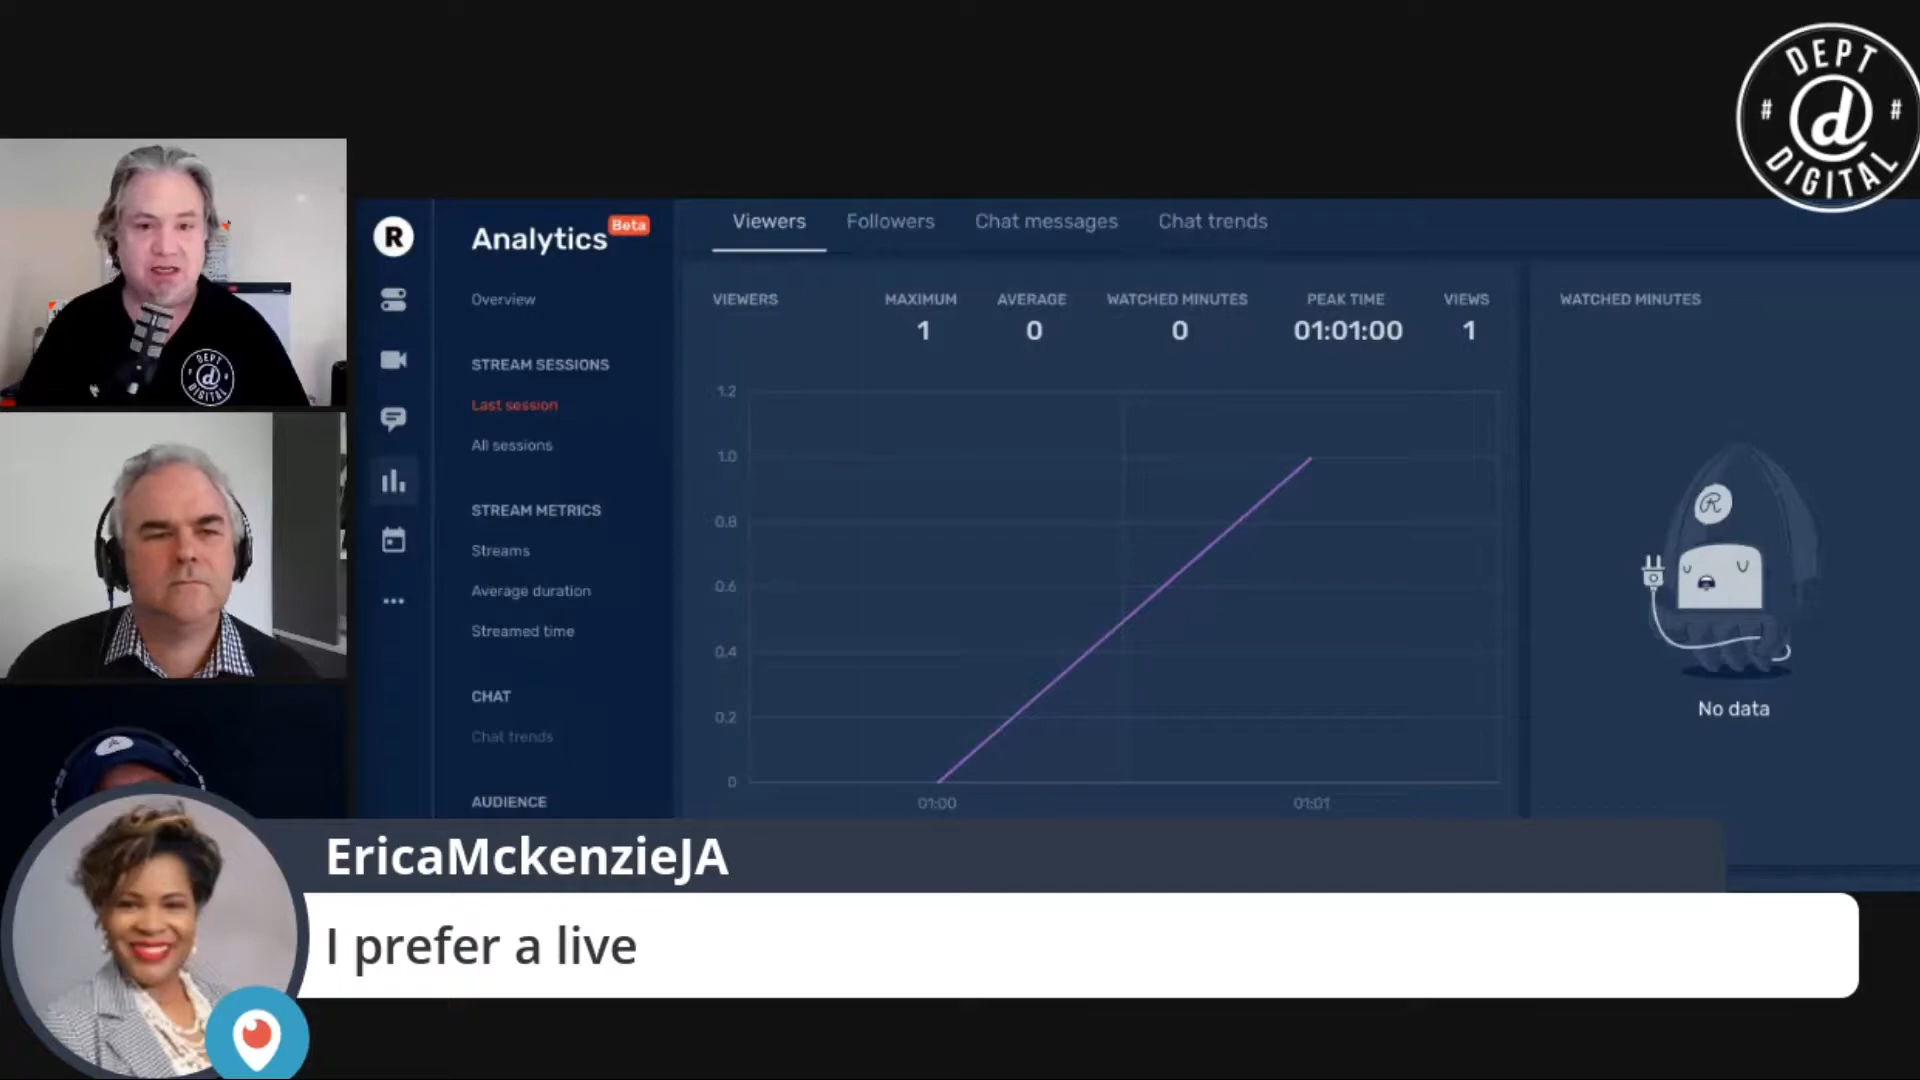 DEPT
# d #
DIGITAL
DEPT
# d #
DIGITAL
R
Analytics
Beta
Overview
STREAM SESSIONS
Last session
All sessions
STREAM METRICS
Streams
Average duration
Streamed time
CHAT
Chat trends
AUDIENCE
Viewers Followers Chat messages Chat trends
VIEWERS MAXIMUM AVERAGE WATCHED MINUTES PEAK TIME VIEWS
1 0 0 01:01:00 1
1.2
1.0
0.8
0.6
0.4
0.2
0
01:00 01:01
WATCHED MINUTES
R
No data
EricaMckenzieJA
I prefer a live